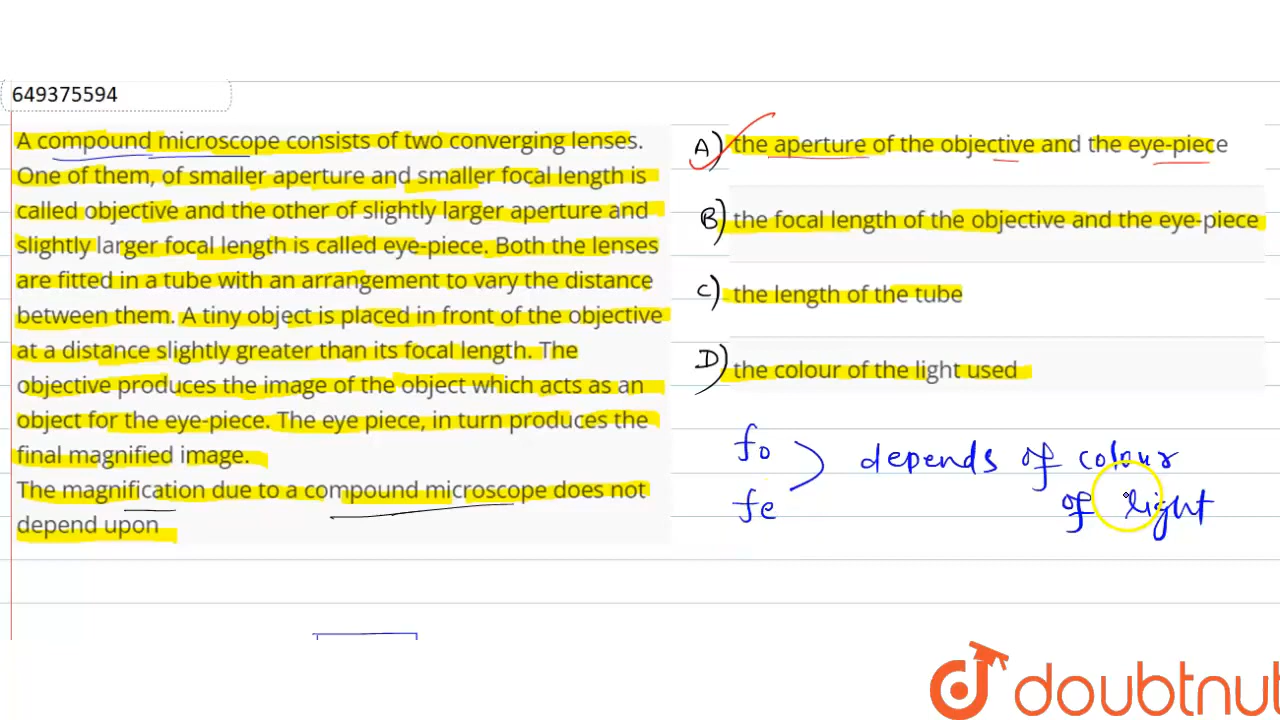 649375594
A compound microscope consists of two converging lenses.
One of them, of smaller aperture and smaller focal length is
called objective and the other of slightly larger aperture and
slightly larger focal length is called eye-piece. Both the lenses
are fitted in a tube with an arrangement to vary the distance
between them. A tiny object is placed in front of the objective
at a distance slightly greater than its focal length. The
objective produces the image of the object which acts as an
object for the eye-piece. The eye piece, in turn produces the
final magnified image.
The magnification due to a compound microscope does not
depend upon
A) the aperture of the objective and the eye-piece
B) the focal length of the objective and the eye-piece
C) the length of the tube
D) the colour of the light used
fo
fe
depends of colour
of light
doubtnut